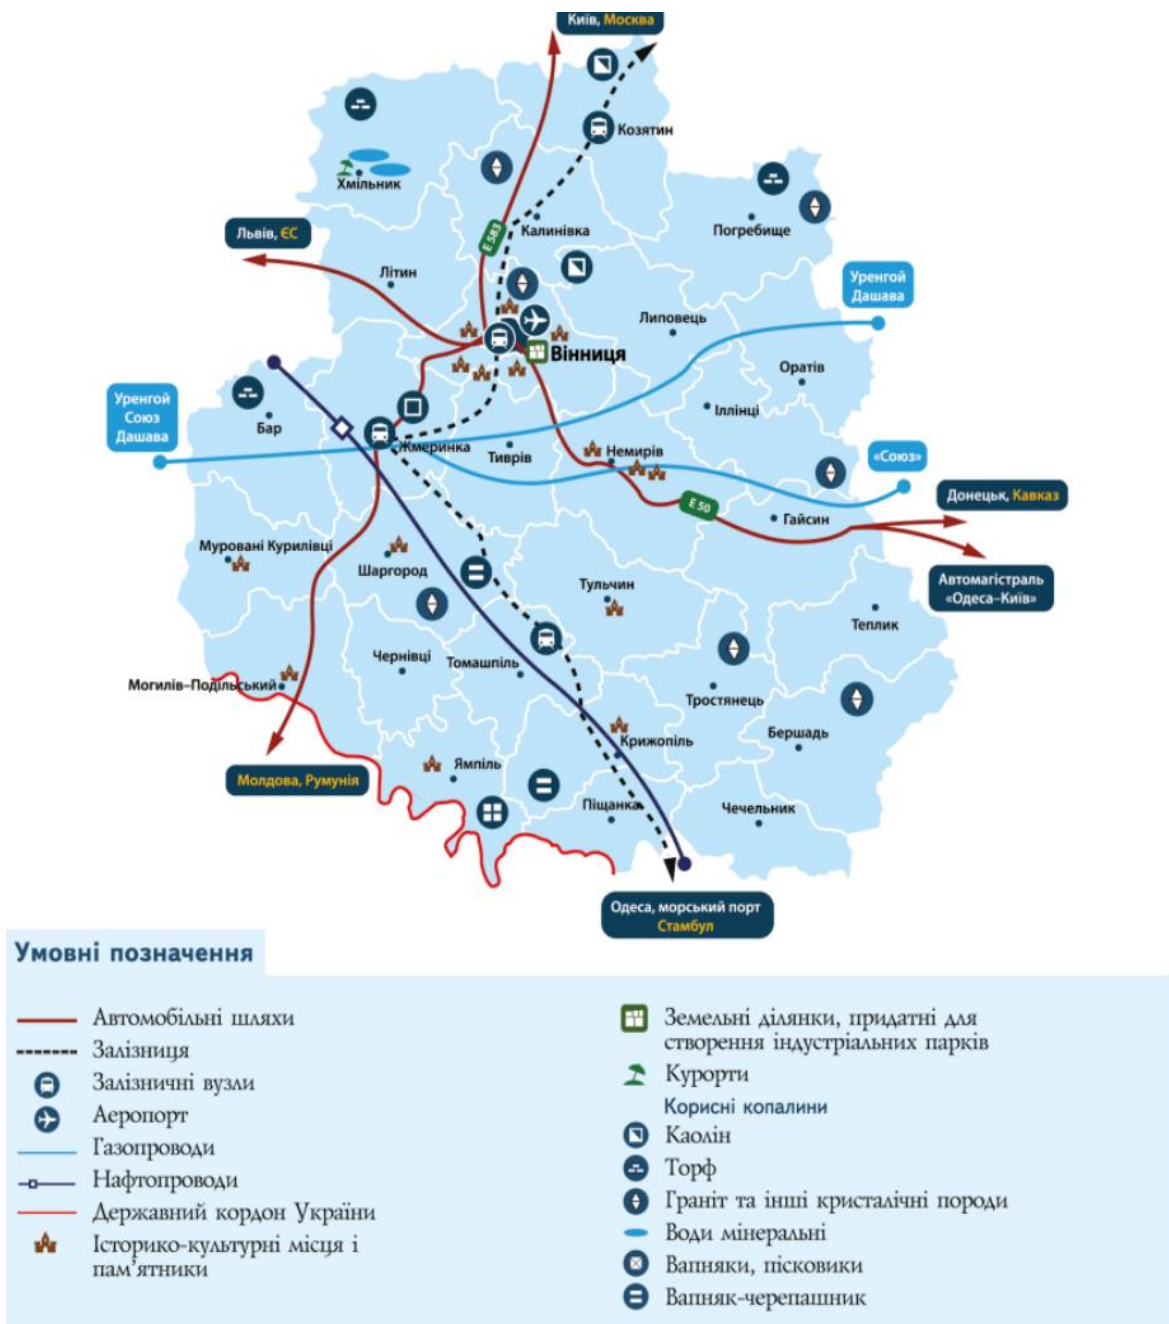 Київ, Москва
Козятин
Хмільник
Калинівка
Погребище
Львів, ЄС
E 583
Літин
Уренгой
Дашава
Липовець
Вінниця
Оратів
Уренгой
Союз
Дашава
Іллінці
Бар
Жмеринка
Тиврів
Немирів
«Союз»
Донецьк, Кавказ
E 50
Гайсин
Муровані Курилівці
Шаргород
Тульчин
Автомагістраль
«Одеса–Київ»
Теплик
Чернівці
Томашпіль
Могилів–Подільський
Тростянець
Крижопіль
Бершадь
Ямпіль
Молдова, Румунія
Піщанка
Чечельник
Одеса, морський порт
Стамбул
Умовні позначення
Автомобільні шляхи
Залізниця
Залізничні вузли
Аеропорт
Газопроводи
Нафтопроводи
Державний кордон України
Історико-культурні місця і
пам’ятники
Земельні ділянки, придатні для
створення індустріальних парків
Курорти
Корисні копалини
Каолін
Торф
Граніт та інші кристалічні породи
Води мінеральні
Вапняки, пісковики
Вапняк-черепашник